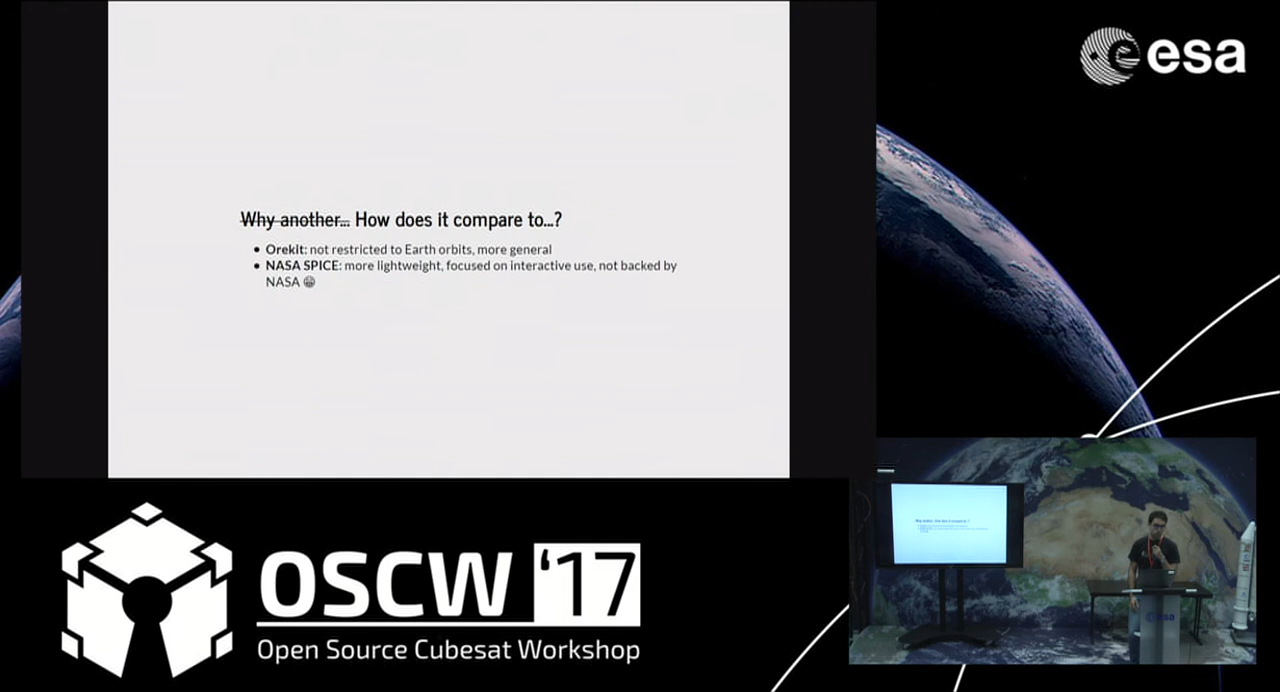 esa
Why another... How does it compare to...?
• Orekit: not restricted to Earth orbits, more general
• NASA SPICE: more lightweight, focused on interactive use, not backed by
NASA 😁
OSCW '17
Open Source Cubesat Workshop
esa